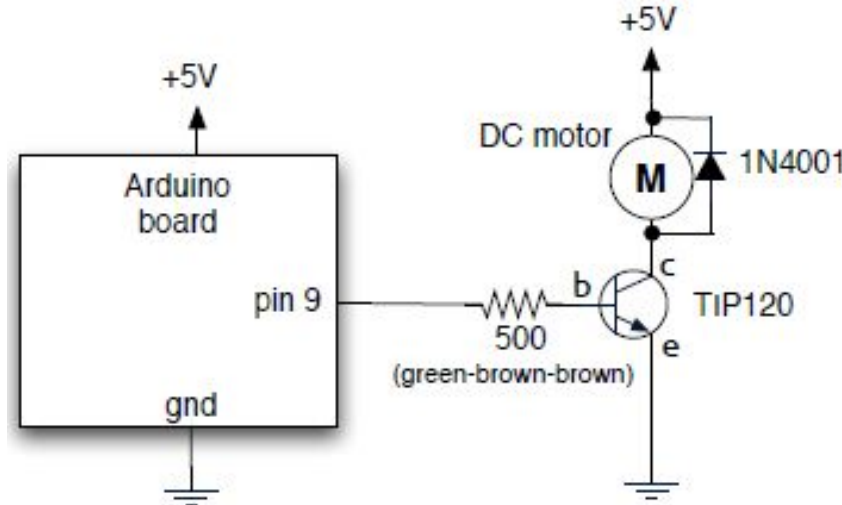 +5V
+5V
DC motor
1N4001
M
Arduino
board
pin 9
b
c
TIP120
500
e
(green-brown-brown)
gnd